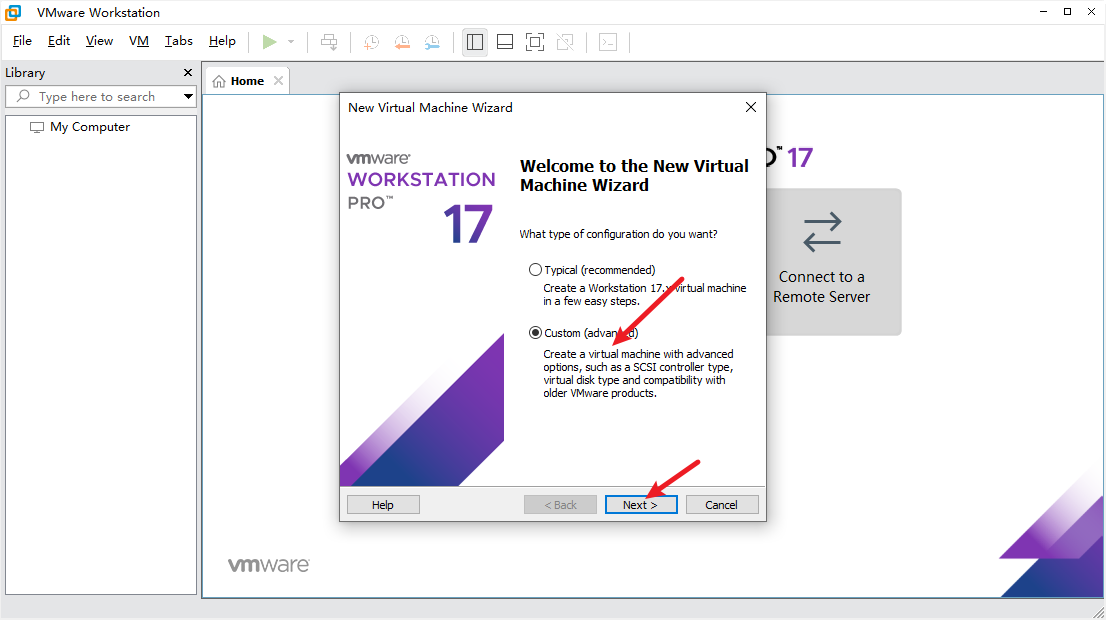 VMware Workstation
File Edit View VM Tabs Help
Library
Type here to search
My Computer
Home
New Virtual Machine Wizard
vmware
WORKSTATION
PRO™
17
Welcome to the New Virtual
Machine Wizard
What type of configuration do you want?
Typical (recommended)
Create a Workstation 17.x virtual machine
in a few easy steps.
Custom (advanced)
Create a virtual machine with advanced
options, such as a SCSI controller type,
virtual disk type and compatibility with
older VMware products.
Help
< Back
Next >
Cancel
™ 17
Connect to a
Remote Server
vmware